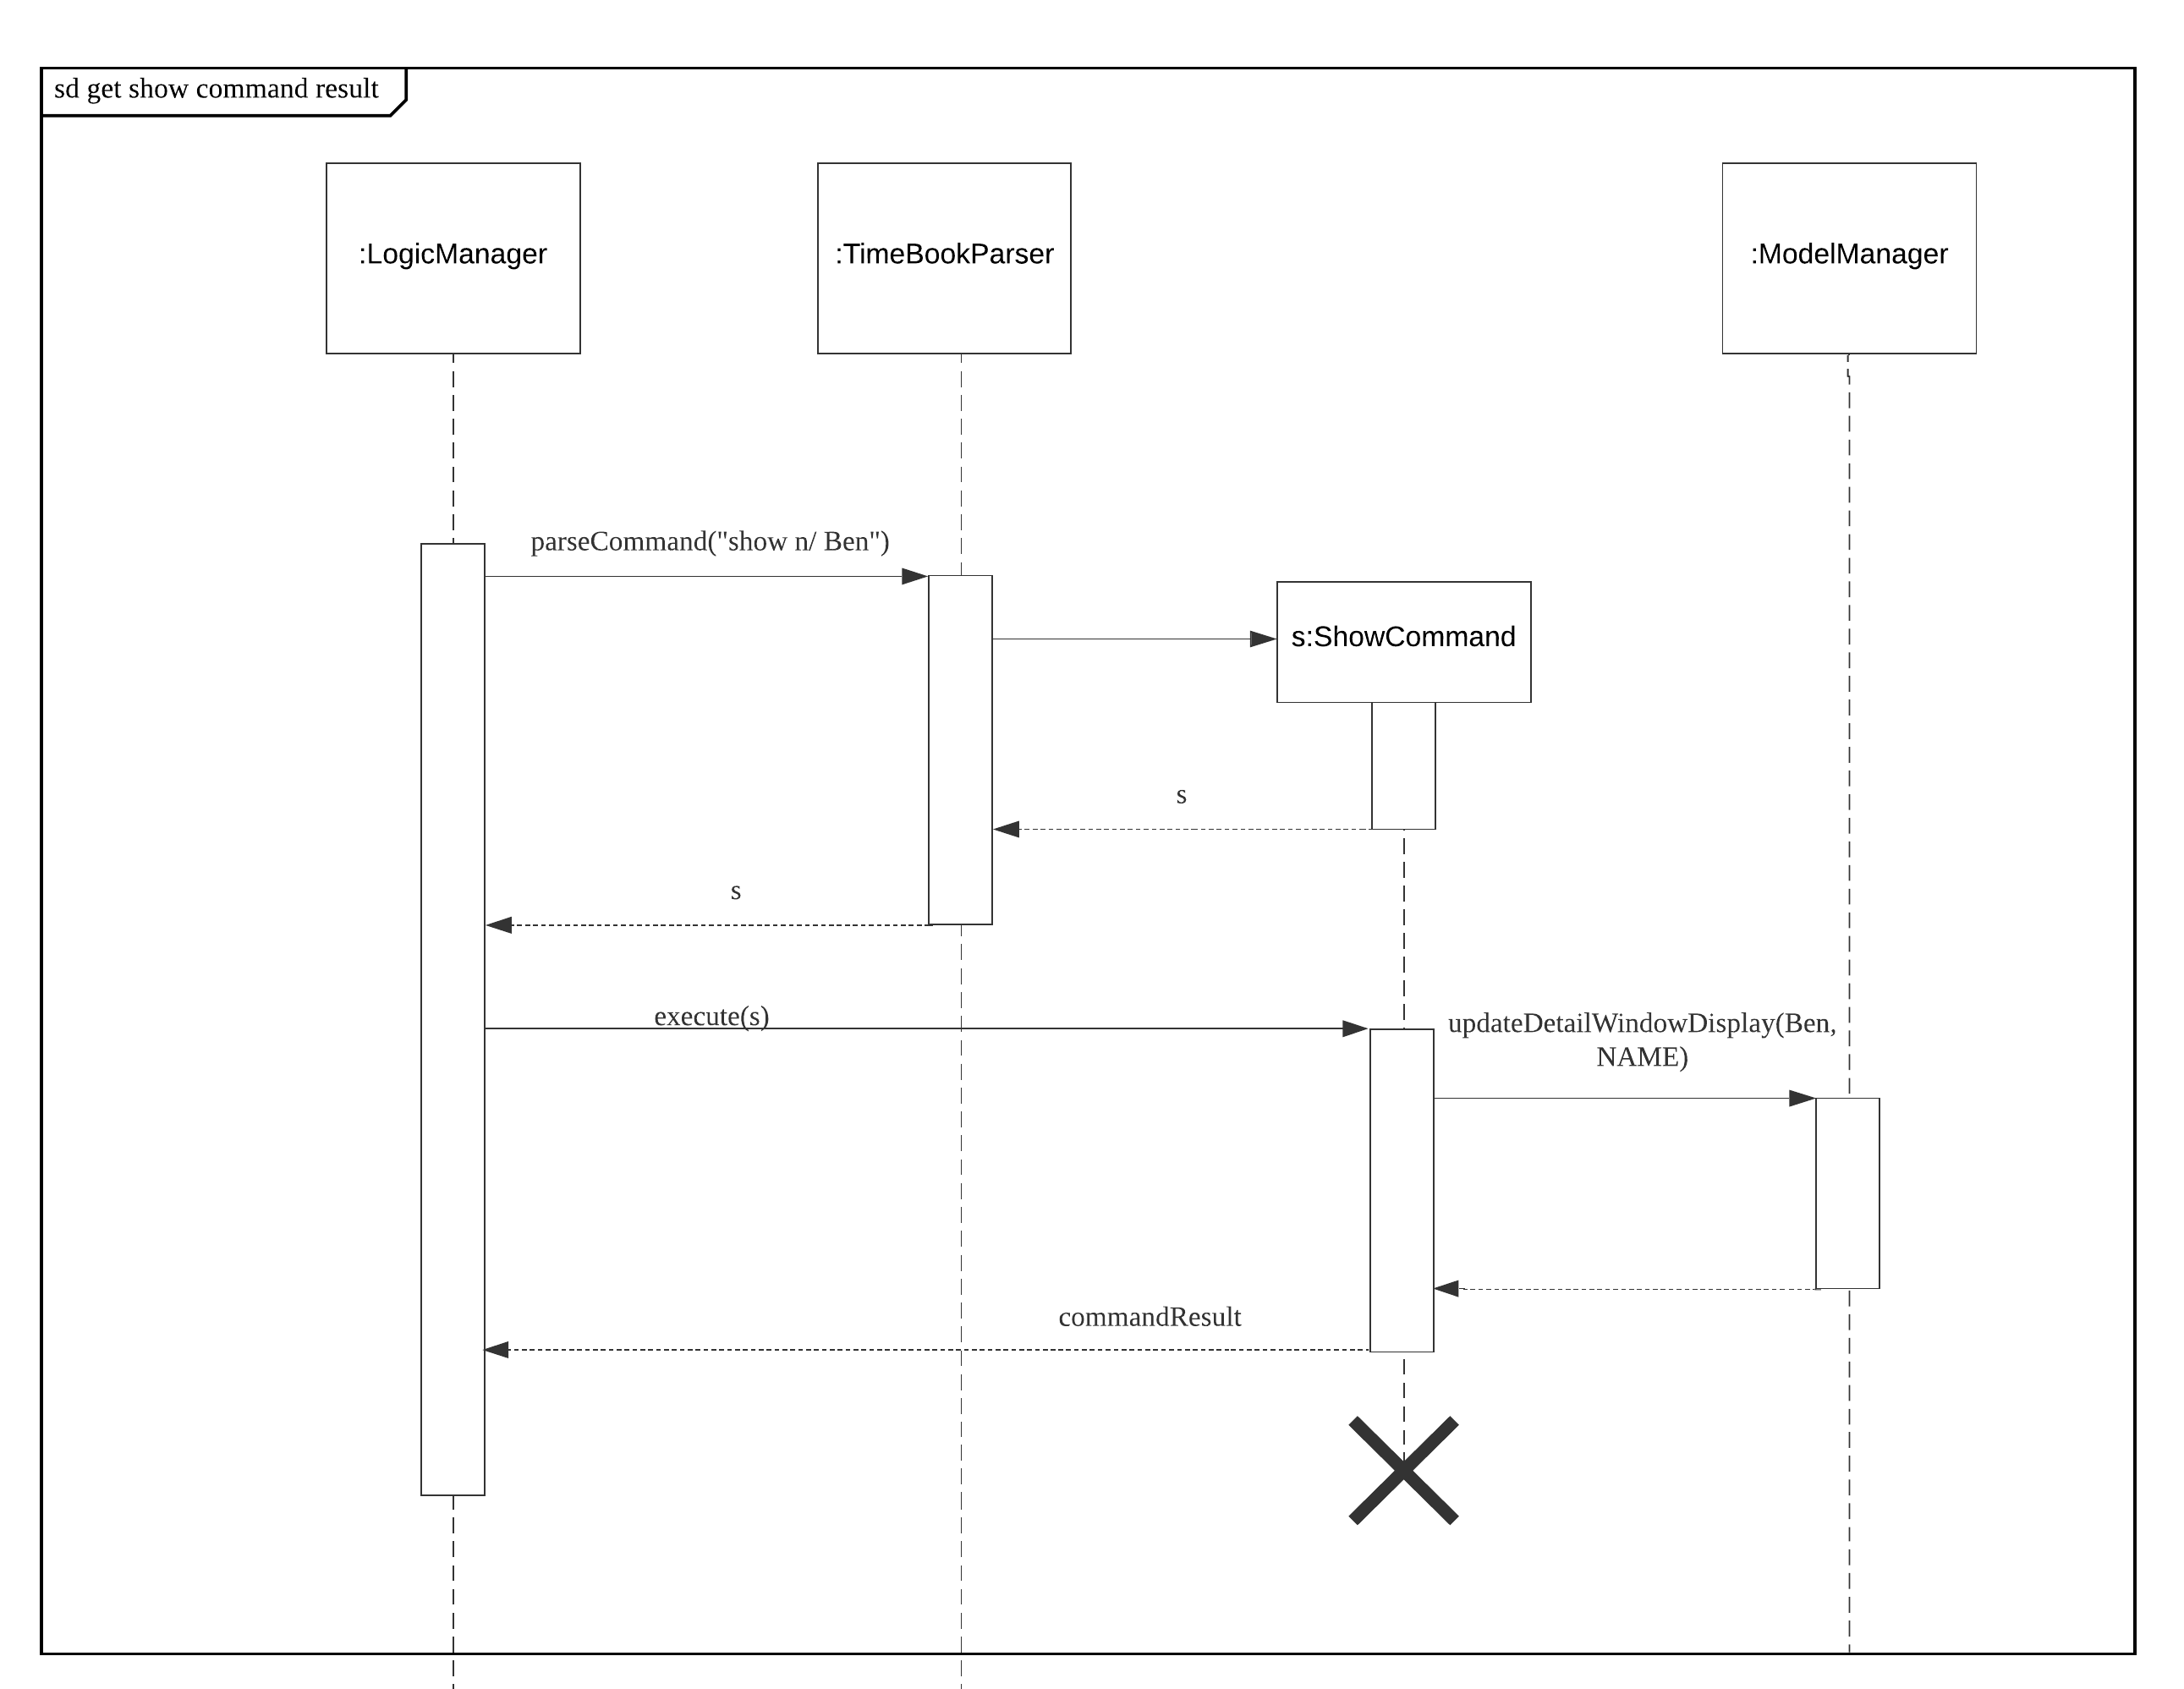 sd get show command result
:LogicManager
:TimeBookParser
:ModelManager
parseCommand("show n/ Ben")
s:ShowCommand
s
s
execute(s)
updateDetailWindowDisplay(Ben,
NAME)
commandResult